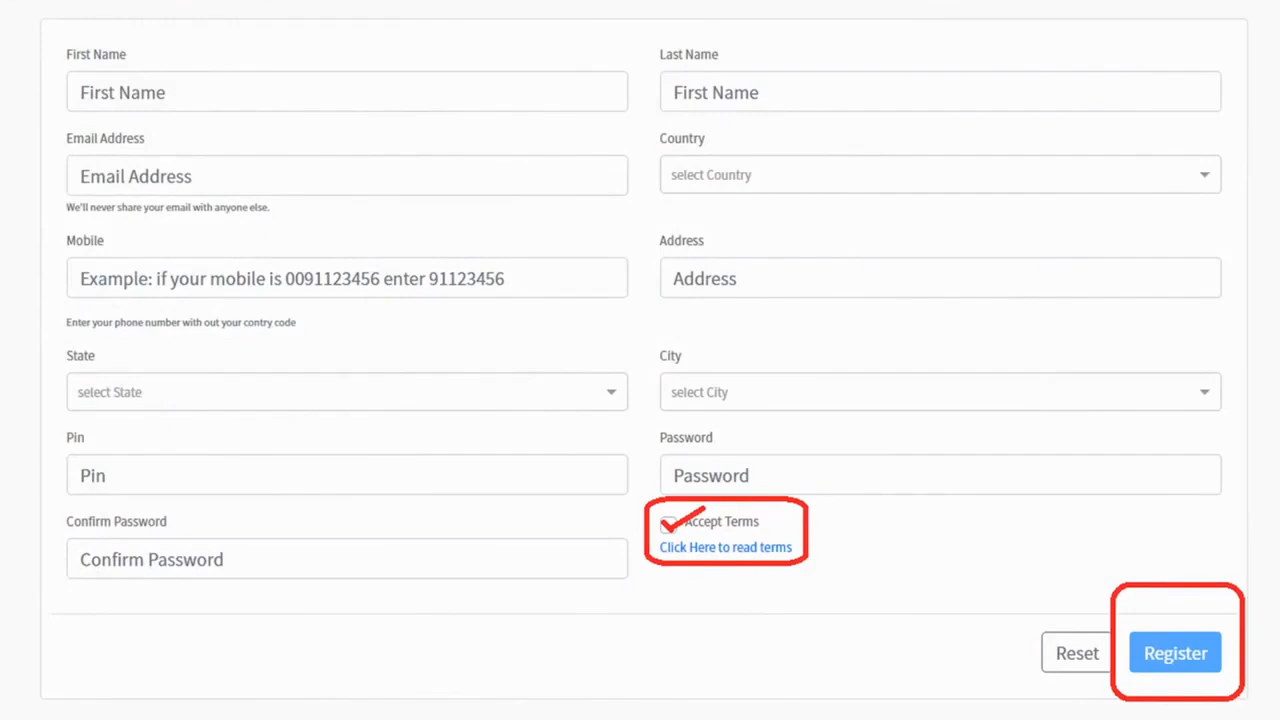 First Name
Last Name
First Name
First Name
Email Address
Country
Email Address
select Country
We'll never share your email with anyone else.
Mobile
Address
Example: if your mobile is 0091123456 enter 91123456
Address
Enter your phone number with out your contry code
State
City
select State
select City
Pin
Password
Pin
Password
Confirm Password
Accept Terms
Click Here to read terms
Confirm Password
Reset
Register